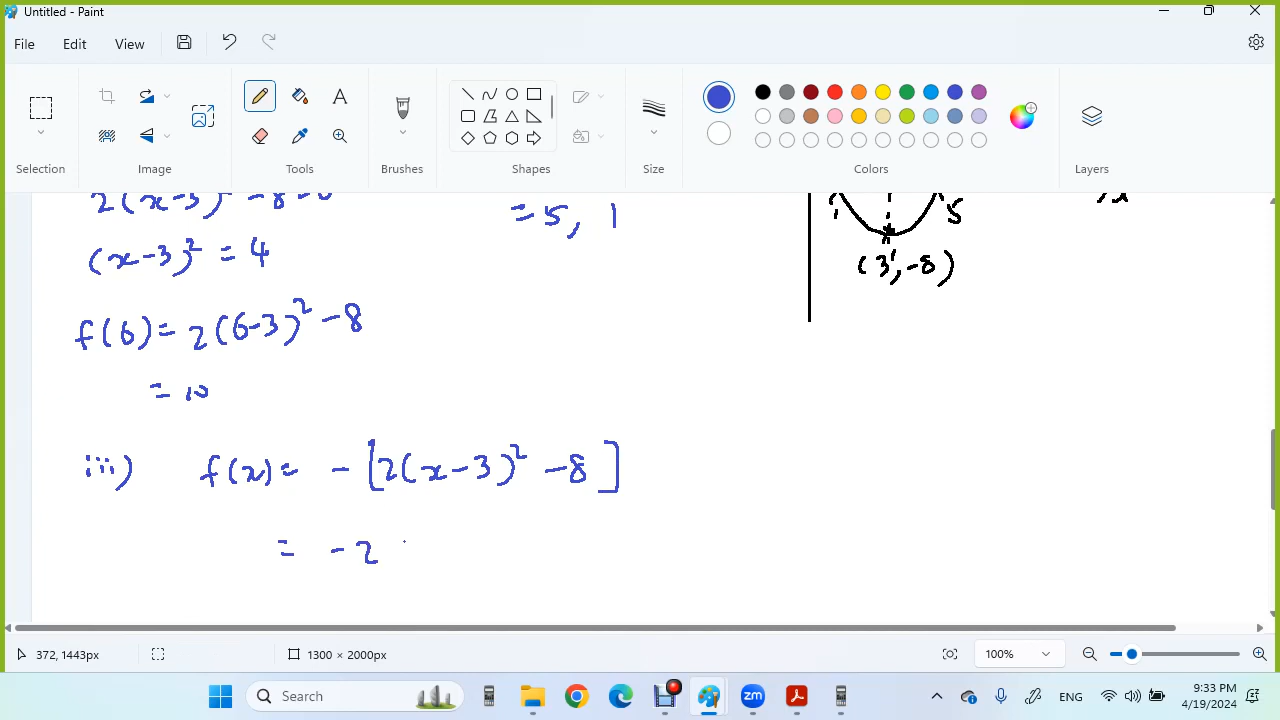 Untitled - Paint
File Edit View
Selection Image Tools Brushes Shapes Size Colors Layers
2(x-3)² -8=0
= 5, 1
(x-3)² = 4
1 5
(3,-8)
f(6) = 2(6-3)² -8
= 10
iii) f(x) = - [2(x-3)² -8]
= -2
372, 1443px 1300 × 2000px 100%
Search
ENG
9:33 PM
4/19/2024